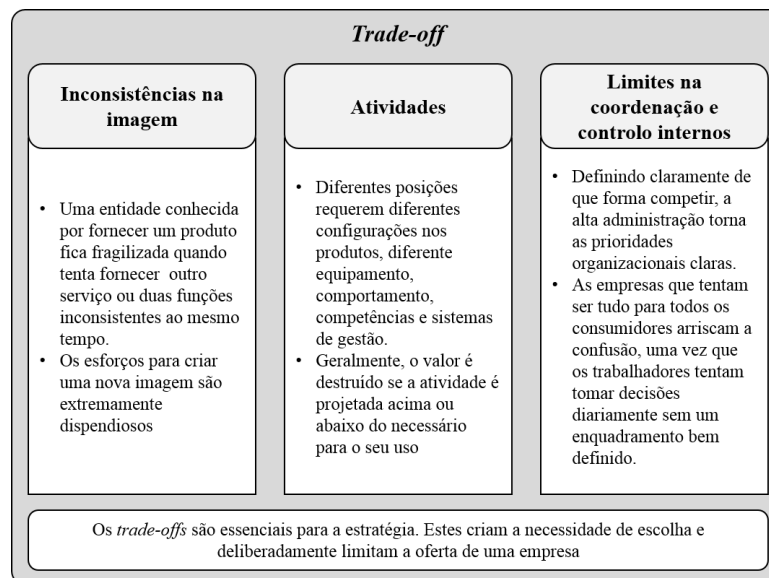 Trade-off
Inconsistências na
imagem
• Uma entidade conhecida
por fornecer um produto
fica fragilizada quando
tenta fornecer outro
serviço ou duas funções
inconsistentes ao mesmo
tempo.
• Os esforços para criar
uma nova imagem são
extremamente
dispendiosos
Atividades
• Diferentes posições
requerem diferentes
configurações nos
produtos, diferente
equipamento,
comportamento,
competências e sistemas
de gestão.
• Geralmente, o valor é
destruído se a atividade é
projetada acima ou
abaixo do necessário
para o seu uso
Limites na
coordenação e
controlo internos
• Definindo claramente de
que forma competir, a
alta administração torna
as prioridades
organizacionais claras.
• As empresas que tentam
ser tudo para todos os
consumidores arriscam a
confusão, uma vez que
os trabalhadores tentam
tomar decisões
diariamente sem um
enquadramento bem
definido.
Os trade-offs são essenciais para a estratégia. Estes criam a necessidade de escolha e
deliberadamente limitam a oferta de uma empresa